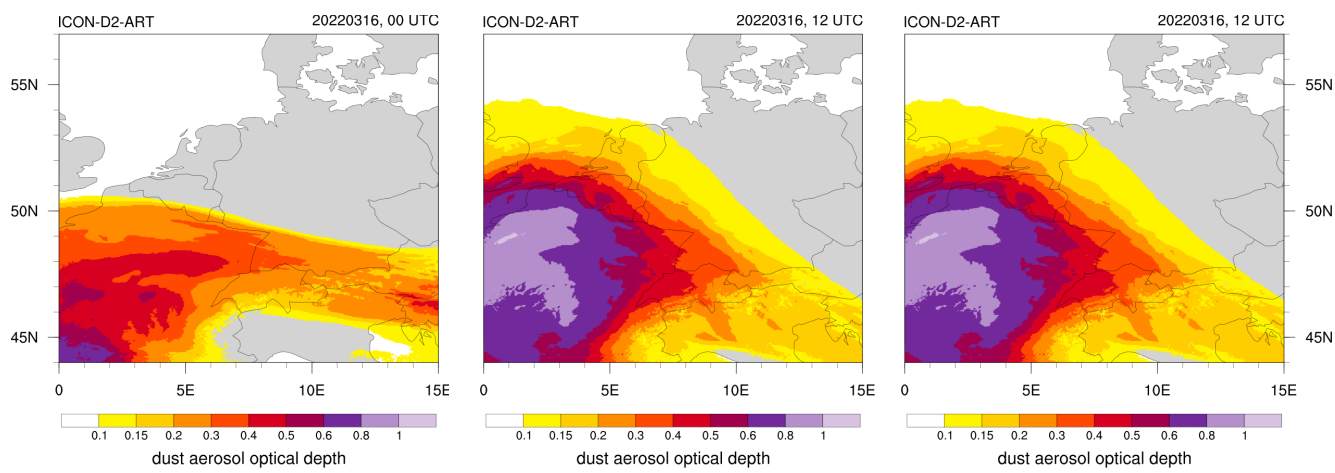 ICON-D2-ART 20220316, 00 UTC
55N
50N
45N
0 5E 10E 15E
0.1 0.15 0.2 0.3 0.4 0.5 0.6 0.8 1
dust aerosol optical depth
ICON-D2-ART 20220316, 12 UTC
0 5E 10E 15E
0.1 0.15 0.2 0.3 0.4 0.5 0.6 0.8 1
dust aerosol optical depth
ICON-D2-ART 20220316, 12 UTC
55N
50N
45N
0 5E 10E 15E
0.1 0.15 0.2 0.3 0.4 0.5 0.6 0.8 1
dust aerosol optical depth